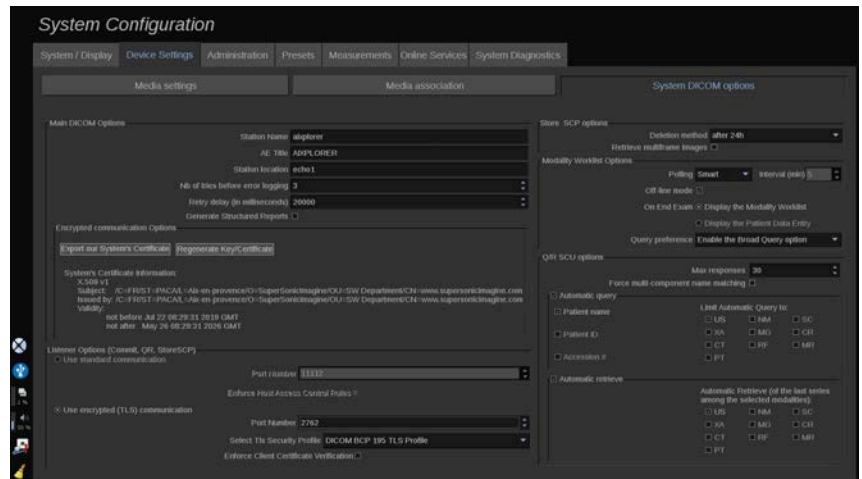 System Configuration
System / Display Device Settings Administration Presets Measurements Online Services System Diagnostics
Media settings Media association System DICOM options
Main DICOM Options
Station Name aixplorer
AE Title AIXPLORER
Station location echo1
Nb of tries before error logging 3
Retry delay (in milliseconds) 20000
Generate Structured Reports
Encrypted communication Options
Export our System's Certificate Regenerate Key/Certificate
System's Certificate Information:
X.509 v1
Subject: /C=FR/ST=PACA/L=Aix-en-provence/O=SuperSonicImagine/OU=SW Department/CN=www.supersonicimagine.com
Issued by: /C=FR/ST=PACA/L=Aix-en-provence/O=SuperSonicImagine/OU=SW Department/CN=www.supersonicimagine.com
Validity:
not before Jul 22 08:29:31 2019 GMT
not after May 26 08:29:31 2026 GMT
Listener Options (Commit, QR, StoreSCP)
Use standard communication
Port number 11112
Enforce Host Access Control Rules
Use encrypted (TLS) communication
Port Number 2762
Select Tls Security Profile DICOM BCP 195 TLS Profile
Enforce Client Certificate Verification
Store SCP options
Deletion method after 24h
Retrieve multiframe images
Modality Worklist Options
Polling Smart Interval (min) 5
Off-line mode
On End Exam Display the Modality Worklist
Display the Patient Data Entity
Query preference Enable the Broad Query option
Q/R SCU options
Max responses 30
Force multi-component name matching
Automatic query
Limit Automatic Query to:
Patient name US NM SC
Patient ID XA MG CR
CT RF MR
Accession # PT
Automatic retrieve
Automatic Retrieve (of the last series
among the selected modalities):
US NM SC
XA MG CR
CT RF MR
PT